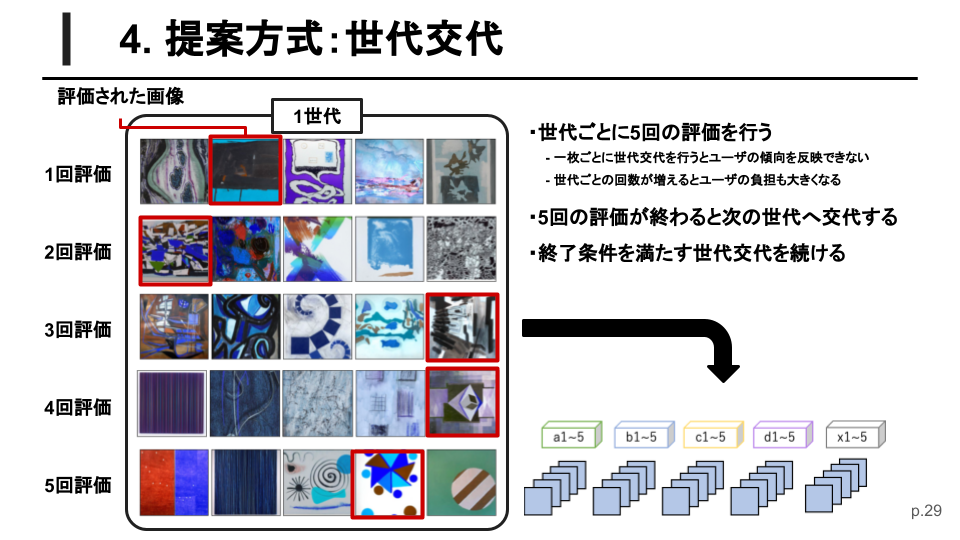 4. 提案方式：世代交代
評価された画像
1世代
1回評価
2回評価
3回評価
4回評価
5回評価
・世代ごとに5回の評価を行う
- 一枚ごとに世代交代を行うとユーザの傾向を反映できない
- 世代ごとの回数が増えるとユーザの負担も大きくなる
・5回の評価が終わると次の世代へ交代する
・終了条件を満たす世代交代を続ける
a1~5
b1~5
c1~5
d1~5
x1~5
p.29